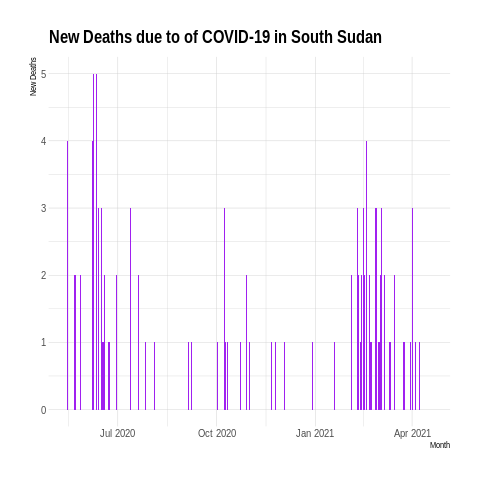 New Deaths due to of COVID-19 in South Sudan
New Deaths
5
4
3
2
1
0
Jul 2020 Oct 2020 Jan 2021 Apr 2021
Month